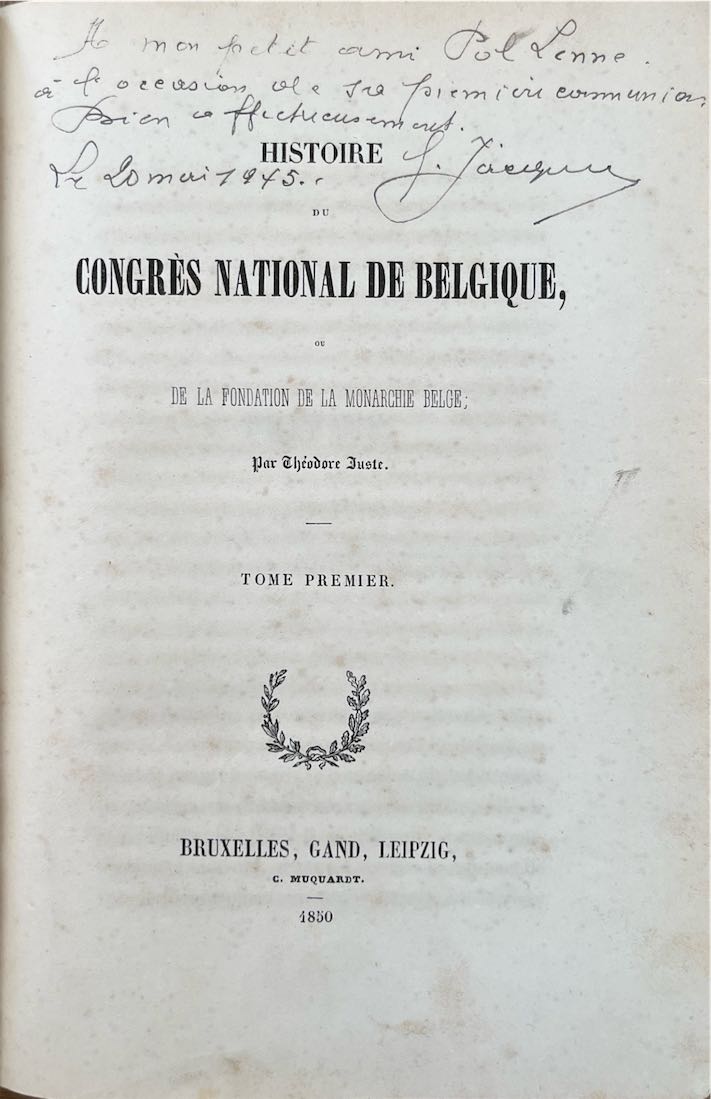 A mon petit ami Pol Lenne.
à l'occasion de sa première communion
Bien affectueusement.
HISTOIRE
Le 20 mai 1945. J. Jacques
DU
CONGRÈS NATIONAL DE BELGIQUE,
OU
DE LA FONDATION DE LA MONARCHIE BELGE;
Par Théodore Juste.
TOME PREMIER.
BRUXELLES, GAND, LEIPZIG,
C. MUQUARDT.
1850